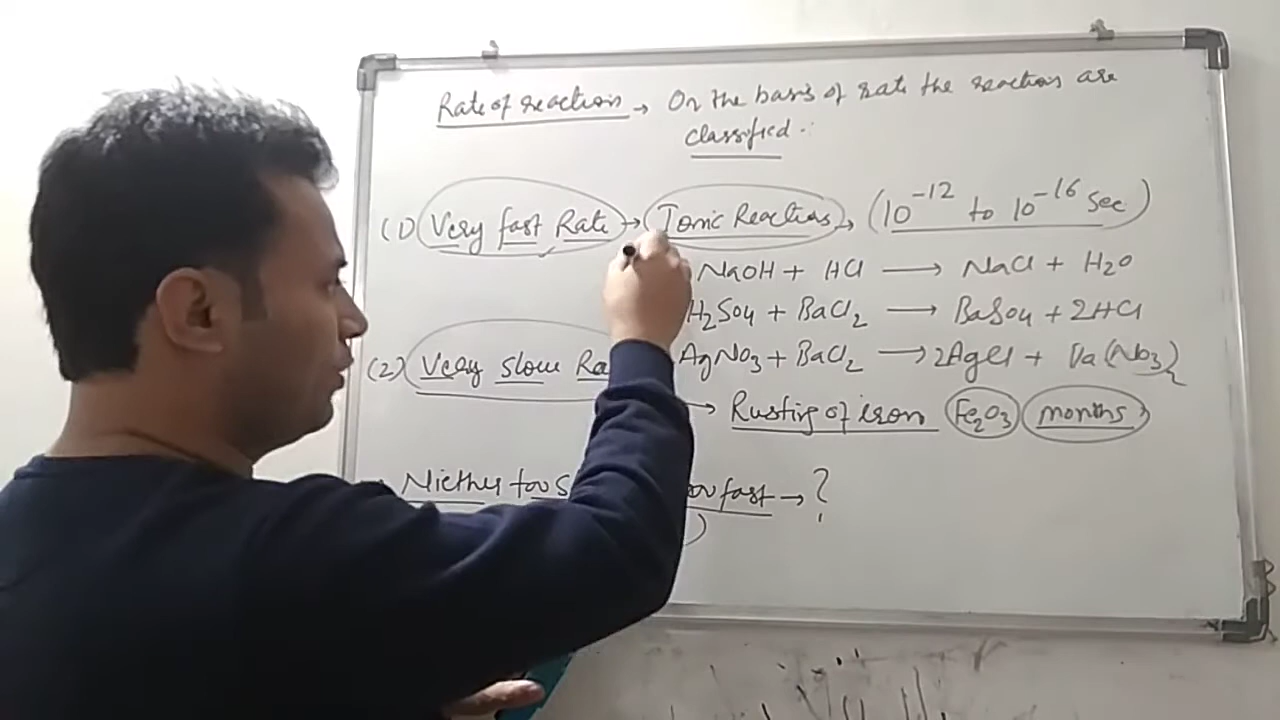 Rate of reaction → On the basis of rate the reactions are
classified :
(1) Very fast Rate → Ionic Reactions → (10⁻¹² to 10⁻¹⁶ Sec)
NaOH + HCl → NaCl + H₂O
H₂SO₄ + BaCl₂ → BaSO₄ + 2HCl
(2) Very slow Ra AgNO₃ + BaCl₂ → 2AgCl + Ba(NO₃)₂
→ Rusting of iron Fe₂O₃ months
Niether too S fast → ?
)